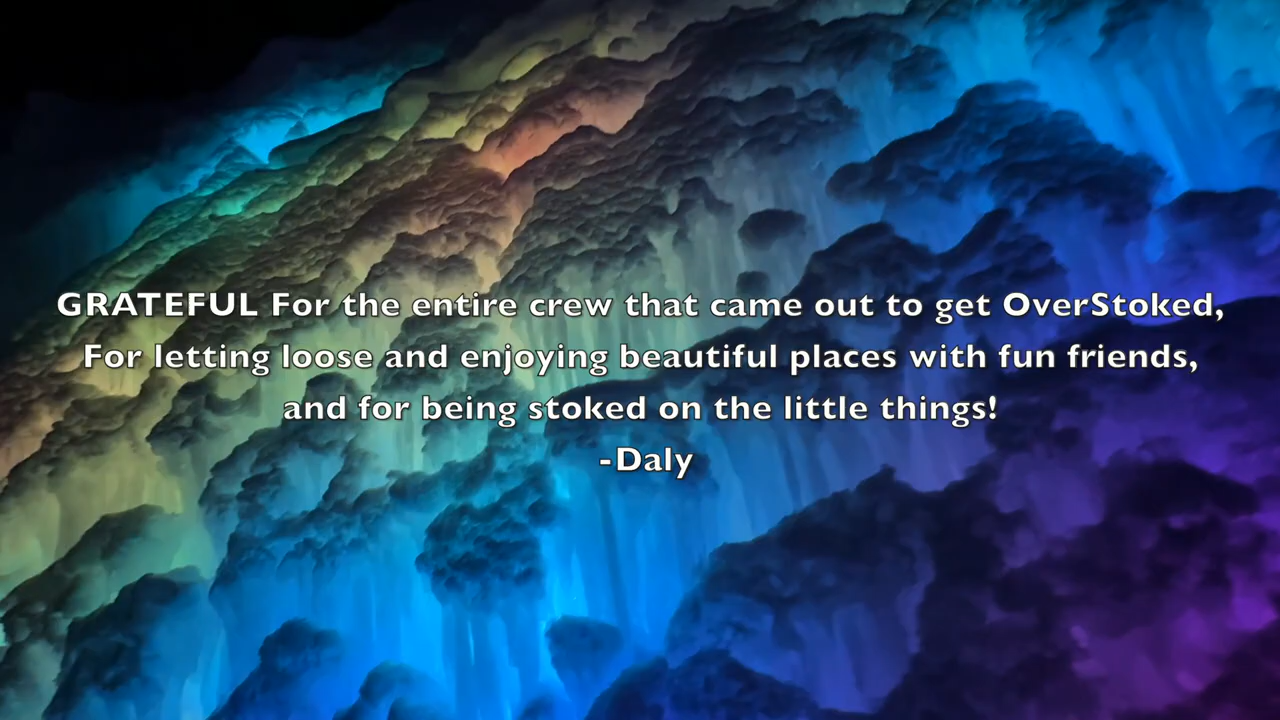 GRATEFUL For the entire crew that came out to get OverStoked,
For letting loose and enjoying beautiful places with fun friends,
and for being stoked on the little things!
-Daly